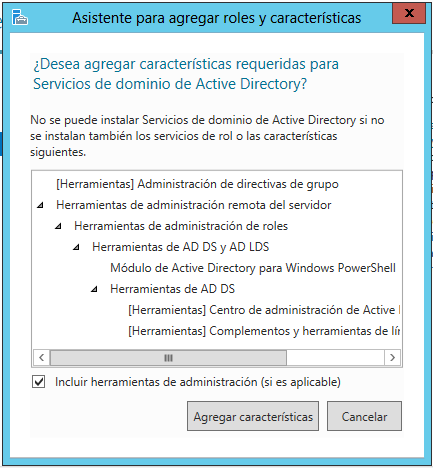 Asistente para agregar roles y características
¿Desea agregar características requeridas para
Servicios de dominio de Active Directory?
No se puede instalar Servicios de dominio de Active Directory si no
se instalan también los servicios de rol o las características
siguientes.
[Herramientas] Administración de directivas de grupo
Herramientas de administración remota del servidor
Herramientas de administración de roles
Herramientas de AD DS y AD LDS
Módulo de Active Directory para Windows PowerShell
Herramientas de AD DS
[Herramientas] Centro de administración de Active
[Herramientas] Complementos y herramientas de
Incluir herramientas de administración (si es aplicable)
Agregar características Cancelar